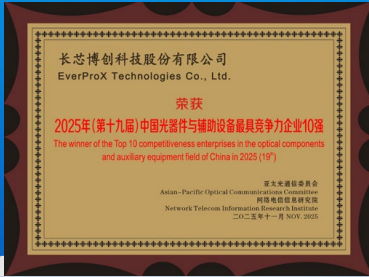 长芯博创科技股份有限公司
EverProX Technologies Co., Ltd.
荣获
2025年(第十九届)中国光器件与辅助设备最具竞争力企业10强
The winner of the Top 10 competitiveness enterprises in the optical components
and auxiliary equipment field of China in 2025 (19th)
亚太光通信委员会
Asian-Pacific Optical Communications Committee
网络电信信息研究院
Network Telecom Information Research Institute
二〇二五年十一月 NOV. 2025